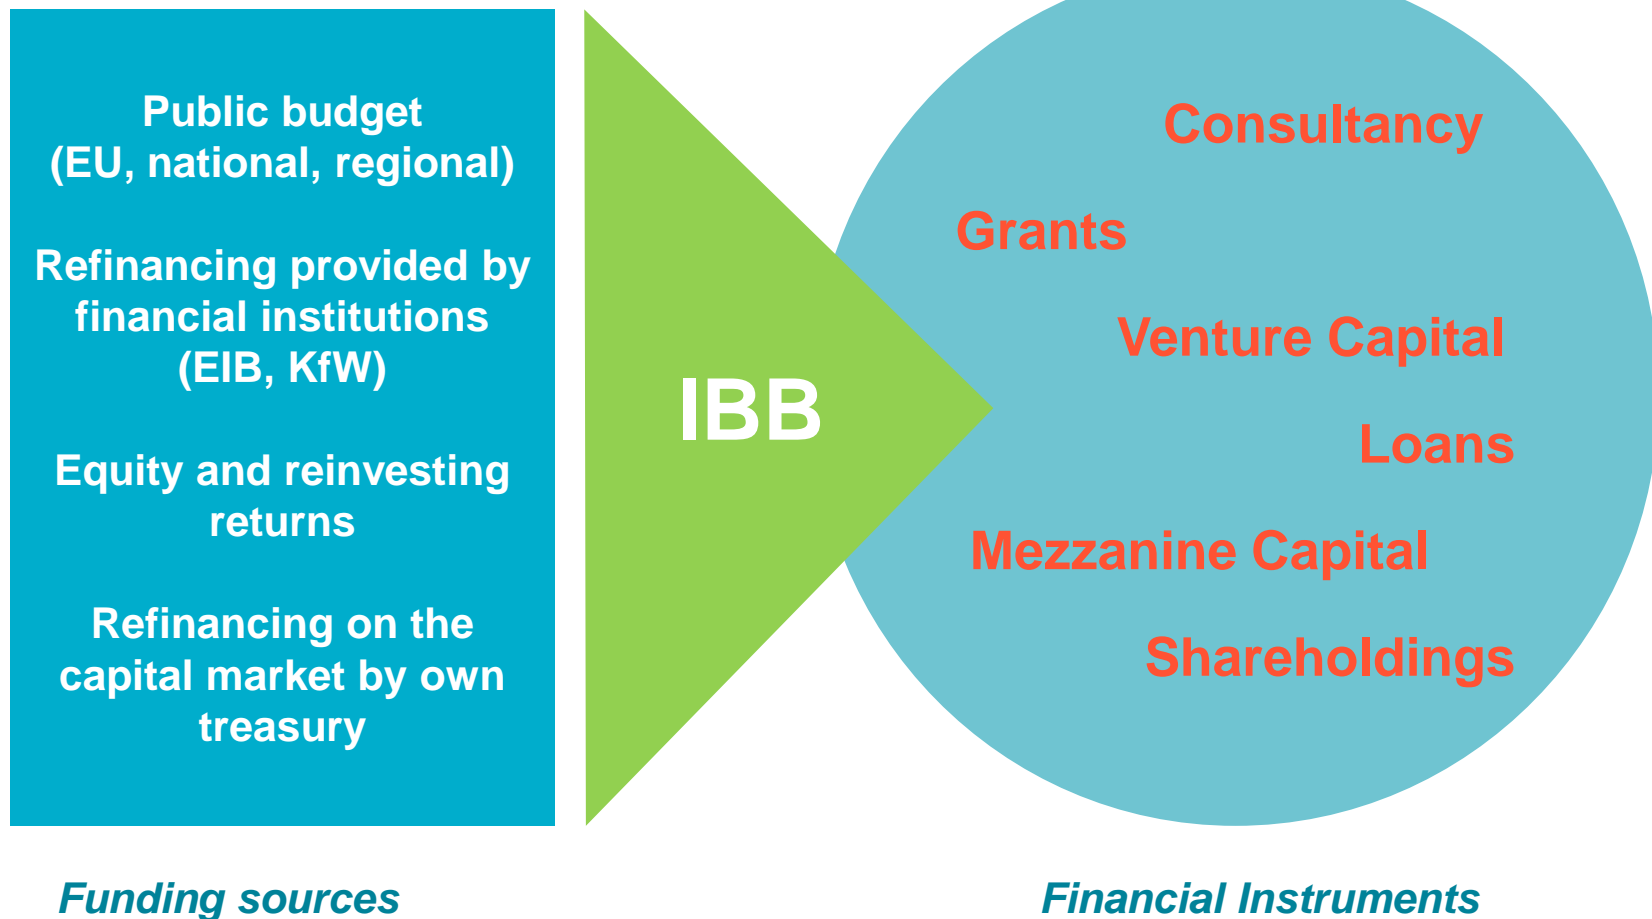 Public budget
(EU, national, regional)
Refinancing provided by
financial institutions
(EIB, KfW)
Equity and reinvesting
returns
Refinancing on the
capital market by own
treasury
IBB
Consultancy
Grants
Venture Capital
Loans
Mezzanine Capital
Shareholdings
Funding sources
Financial Instruments